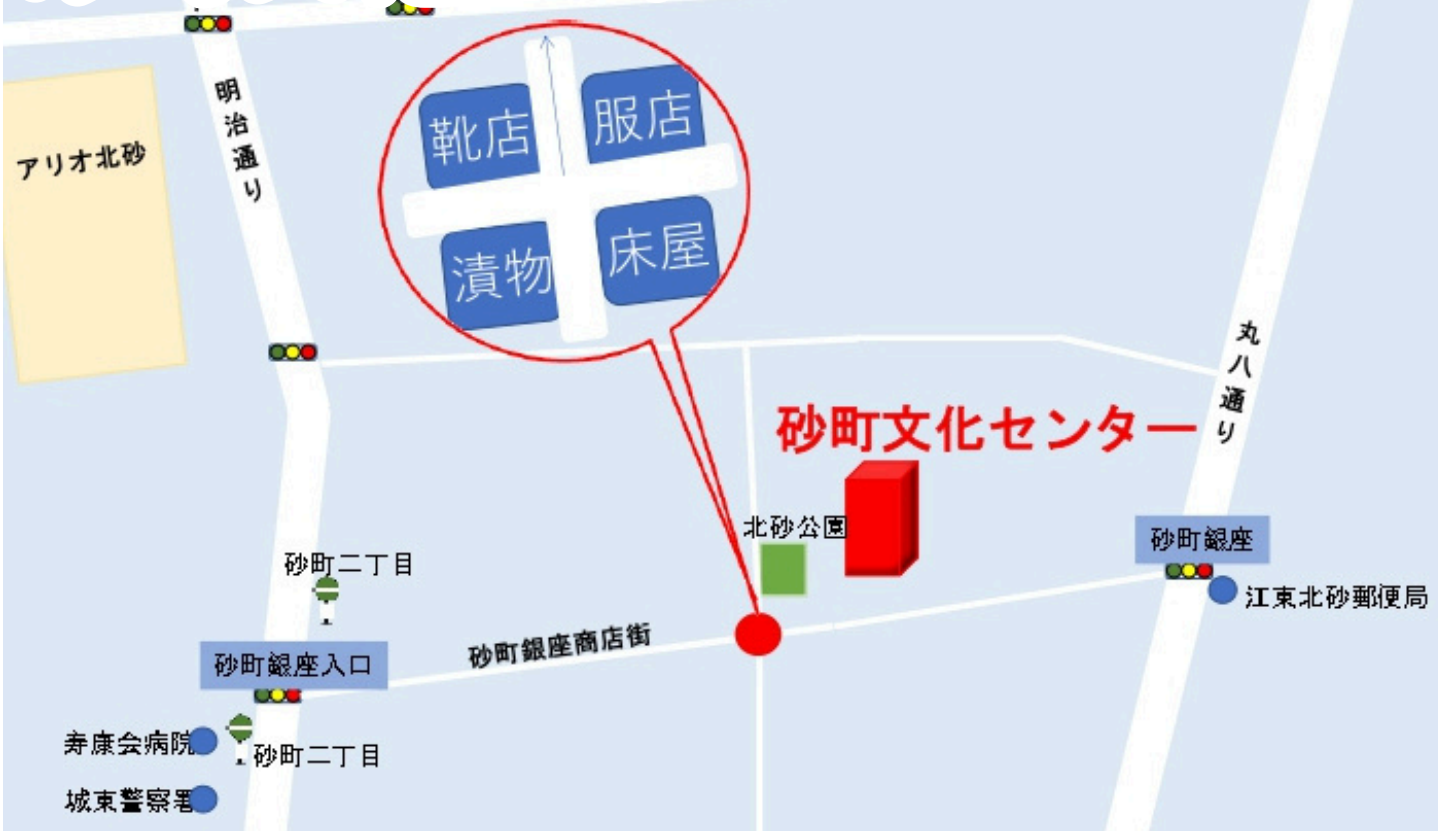 明治通り
アリオ北砂
靴店
服店
漬物
床屋
丸八通り
砂町文化センター
北砂公園
砂町銀座
江東北砂郵便局
砂町二丁目
砂町銀座商店街
砂町銀座入口
寿康会病院
砂町二丁目
城東警察署